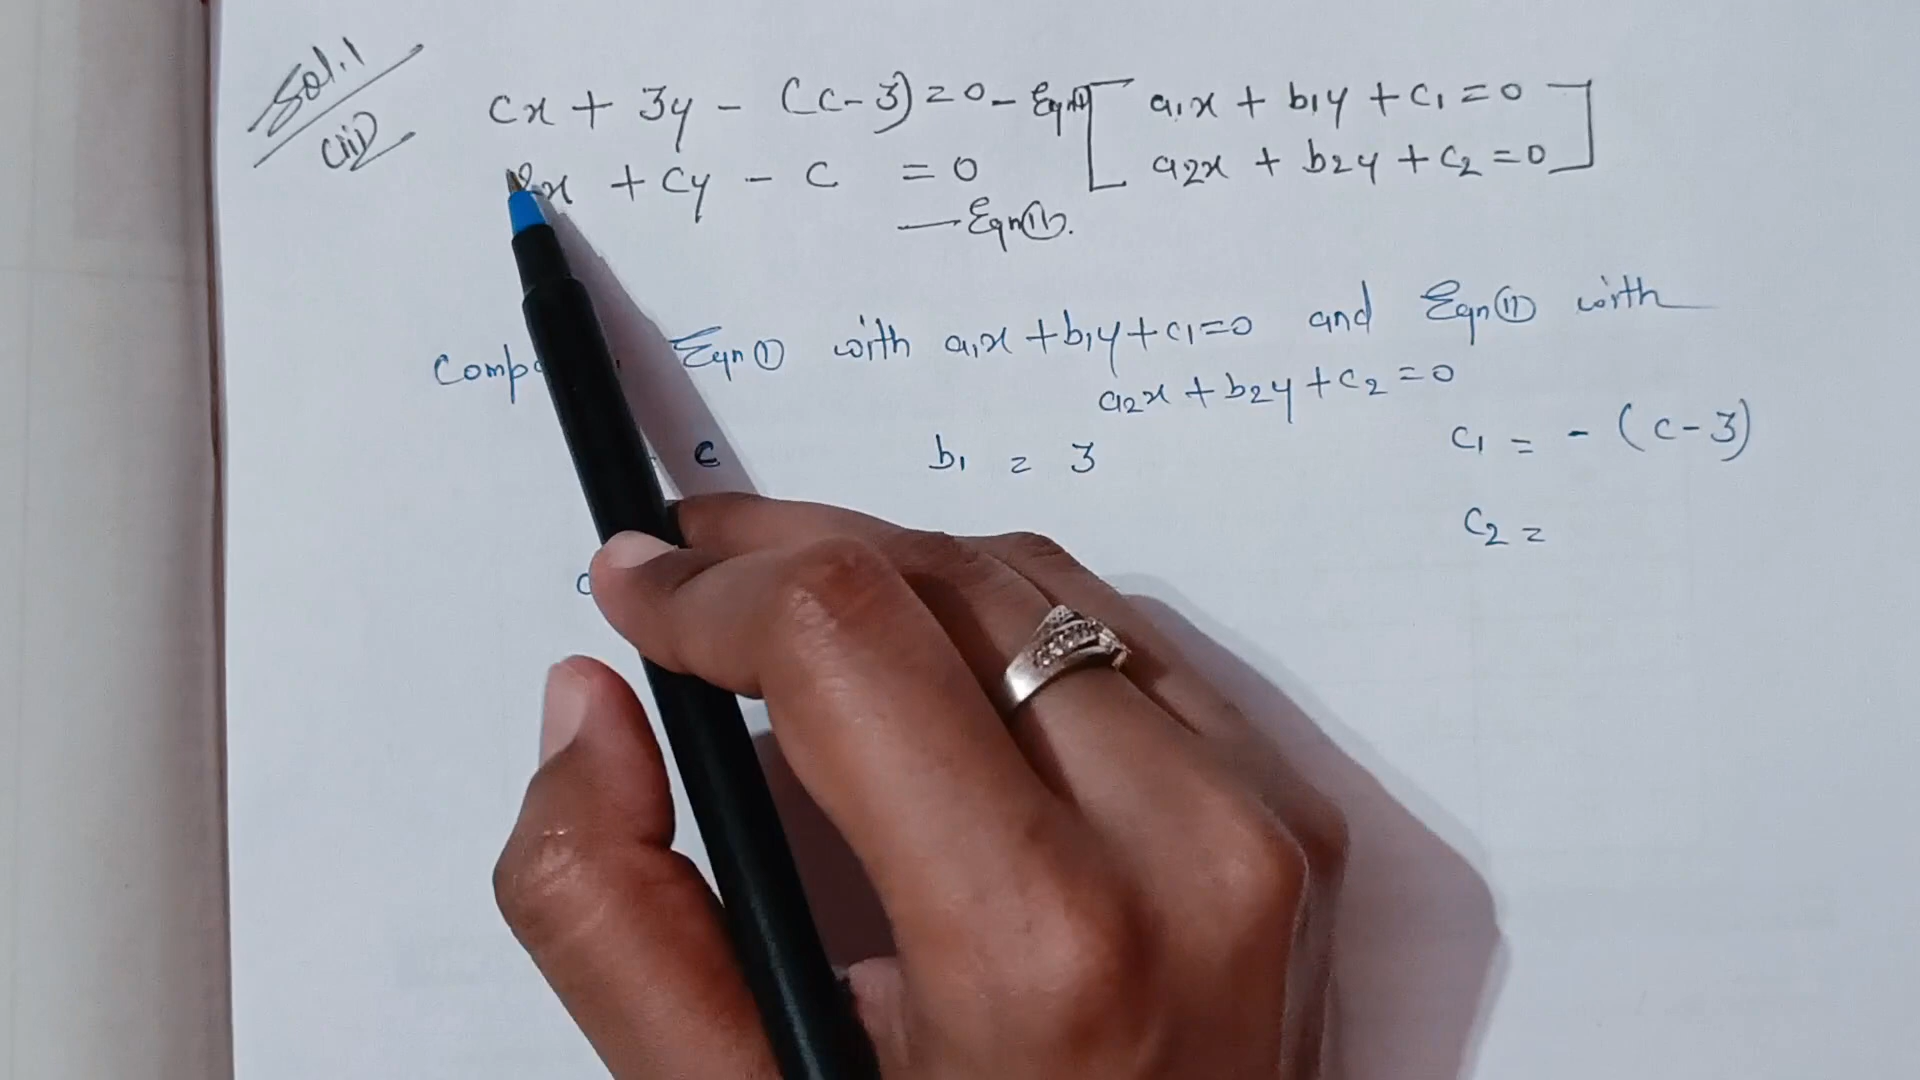 Sol.1
(iii)
cx + 3y - (c-3) = 0 - Eqn(I) [ a1x + b1y + c1 = 0
x + cy - c = 0 a2x + b2y + c2 = 0 ]
— Eqn(II).
Eqn(I) with a1x + b1y + c1 = 0 and Eqn(II) with
a2x + b2y + c2 = 0
c b1 = 3 c1 = - (c-3)
c2 =